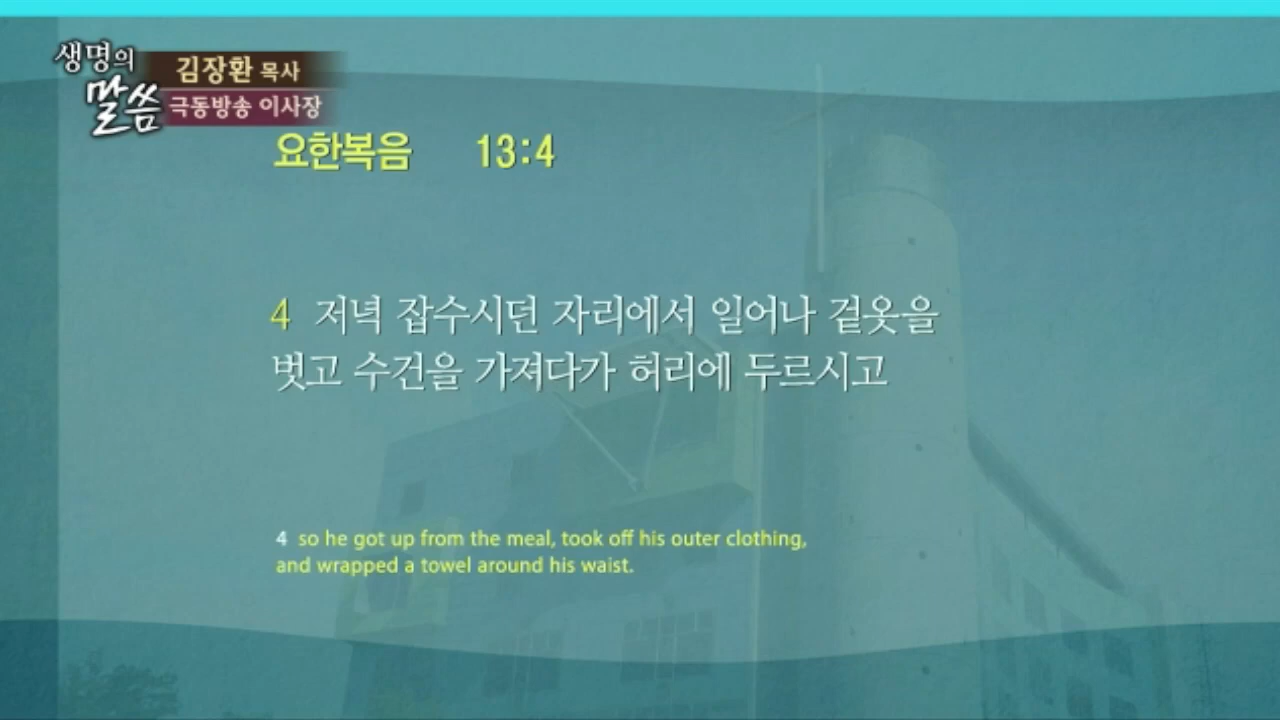 생명의
말씀
김장환 목사
극동방송 이사장
요한복음 13:4
4 저녁 잡수시던 자리에서 일어나 겉옷을
벗고 수건을 가져다가 허리에 두르시고
4 so he got up from the meal, took off his outer clothing,
and wrapped a towel around his waist.